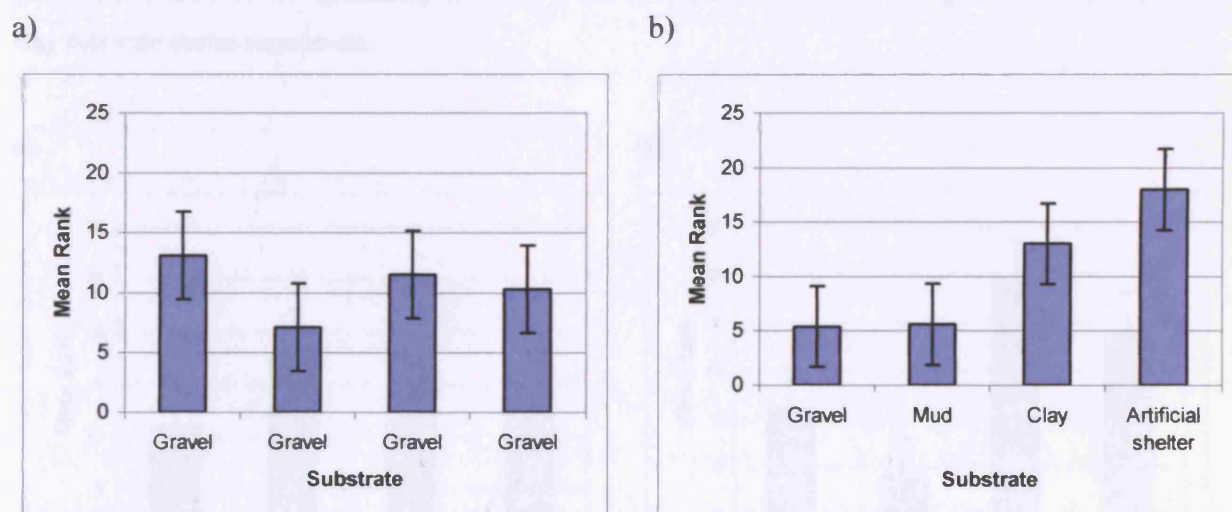 a)
b)
25
20
15
10
5
0
Mean Rank
Gravel Gravel Gravel Gravel
Substrate
25
20
15
10
5
0
Mean Rank
Gravel Mud Clay Artificial
shelter
Substrate